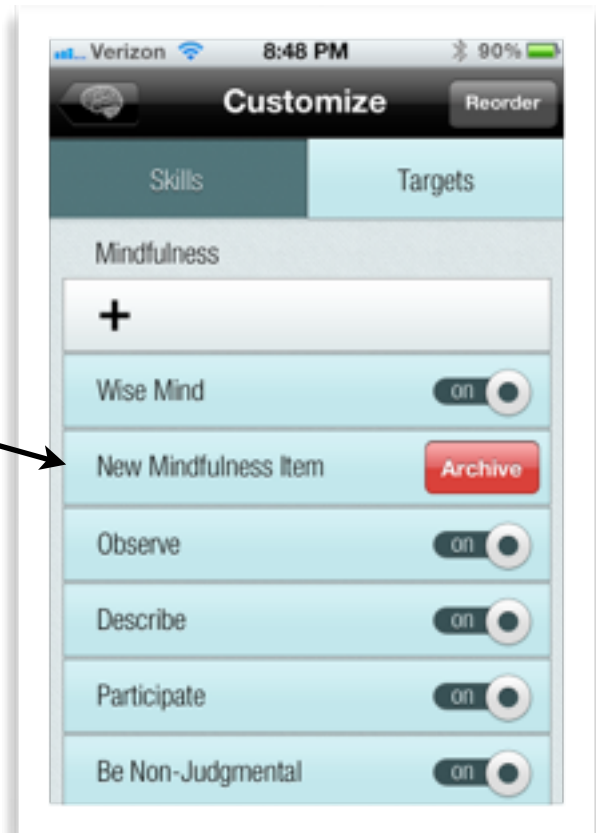 Verizon 8:48 PM 90%
Customize Reorder
Skills Targets
Mindfulness
+
Wise Mind on
New Mindfulness Item Archive
Observe on
Describe on
Participate on
Be Non-Judgmental on